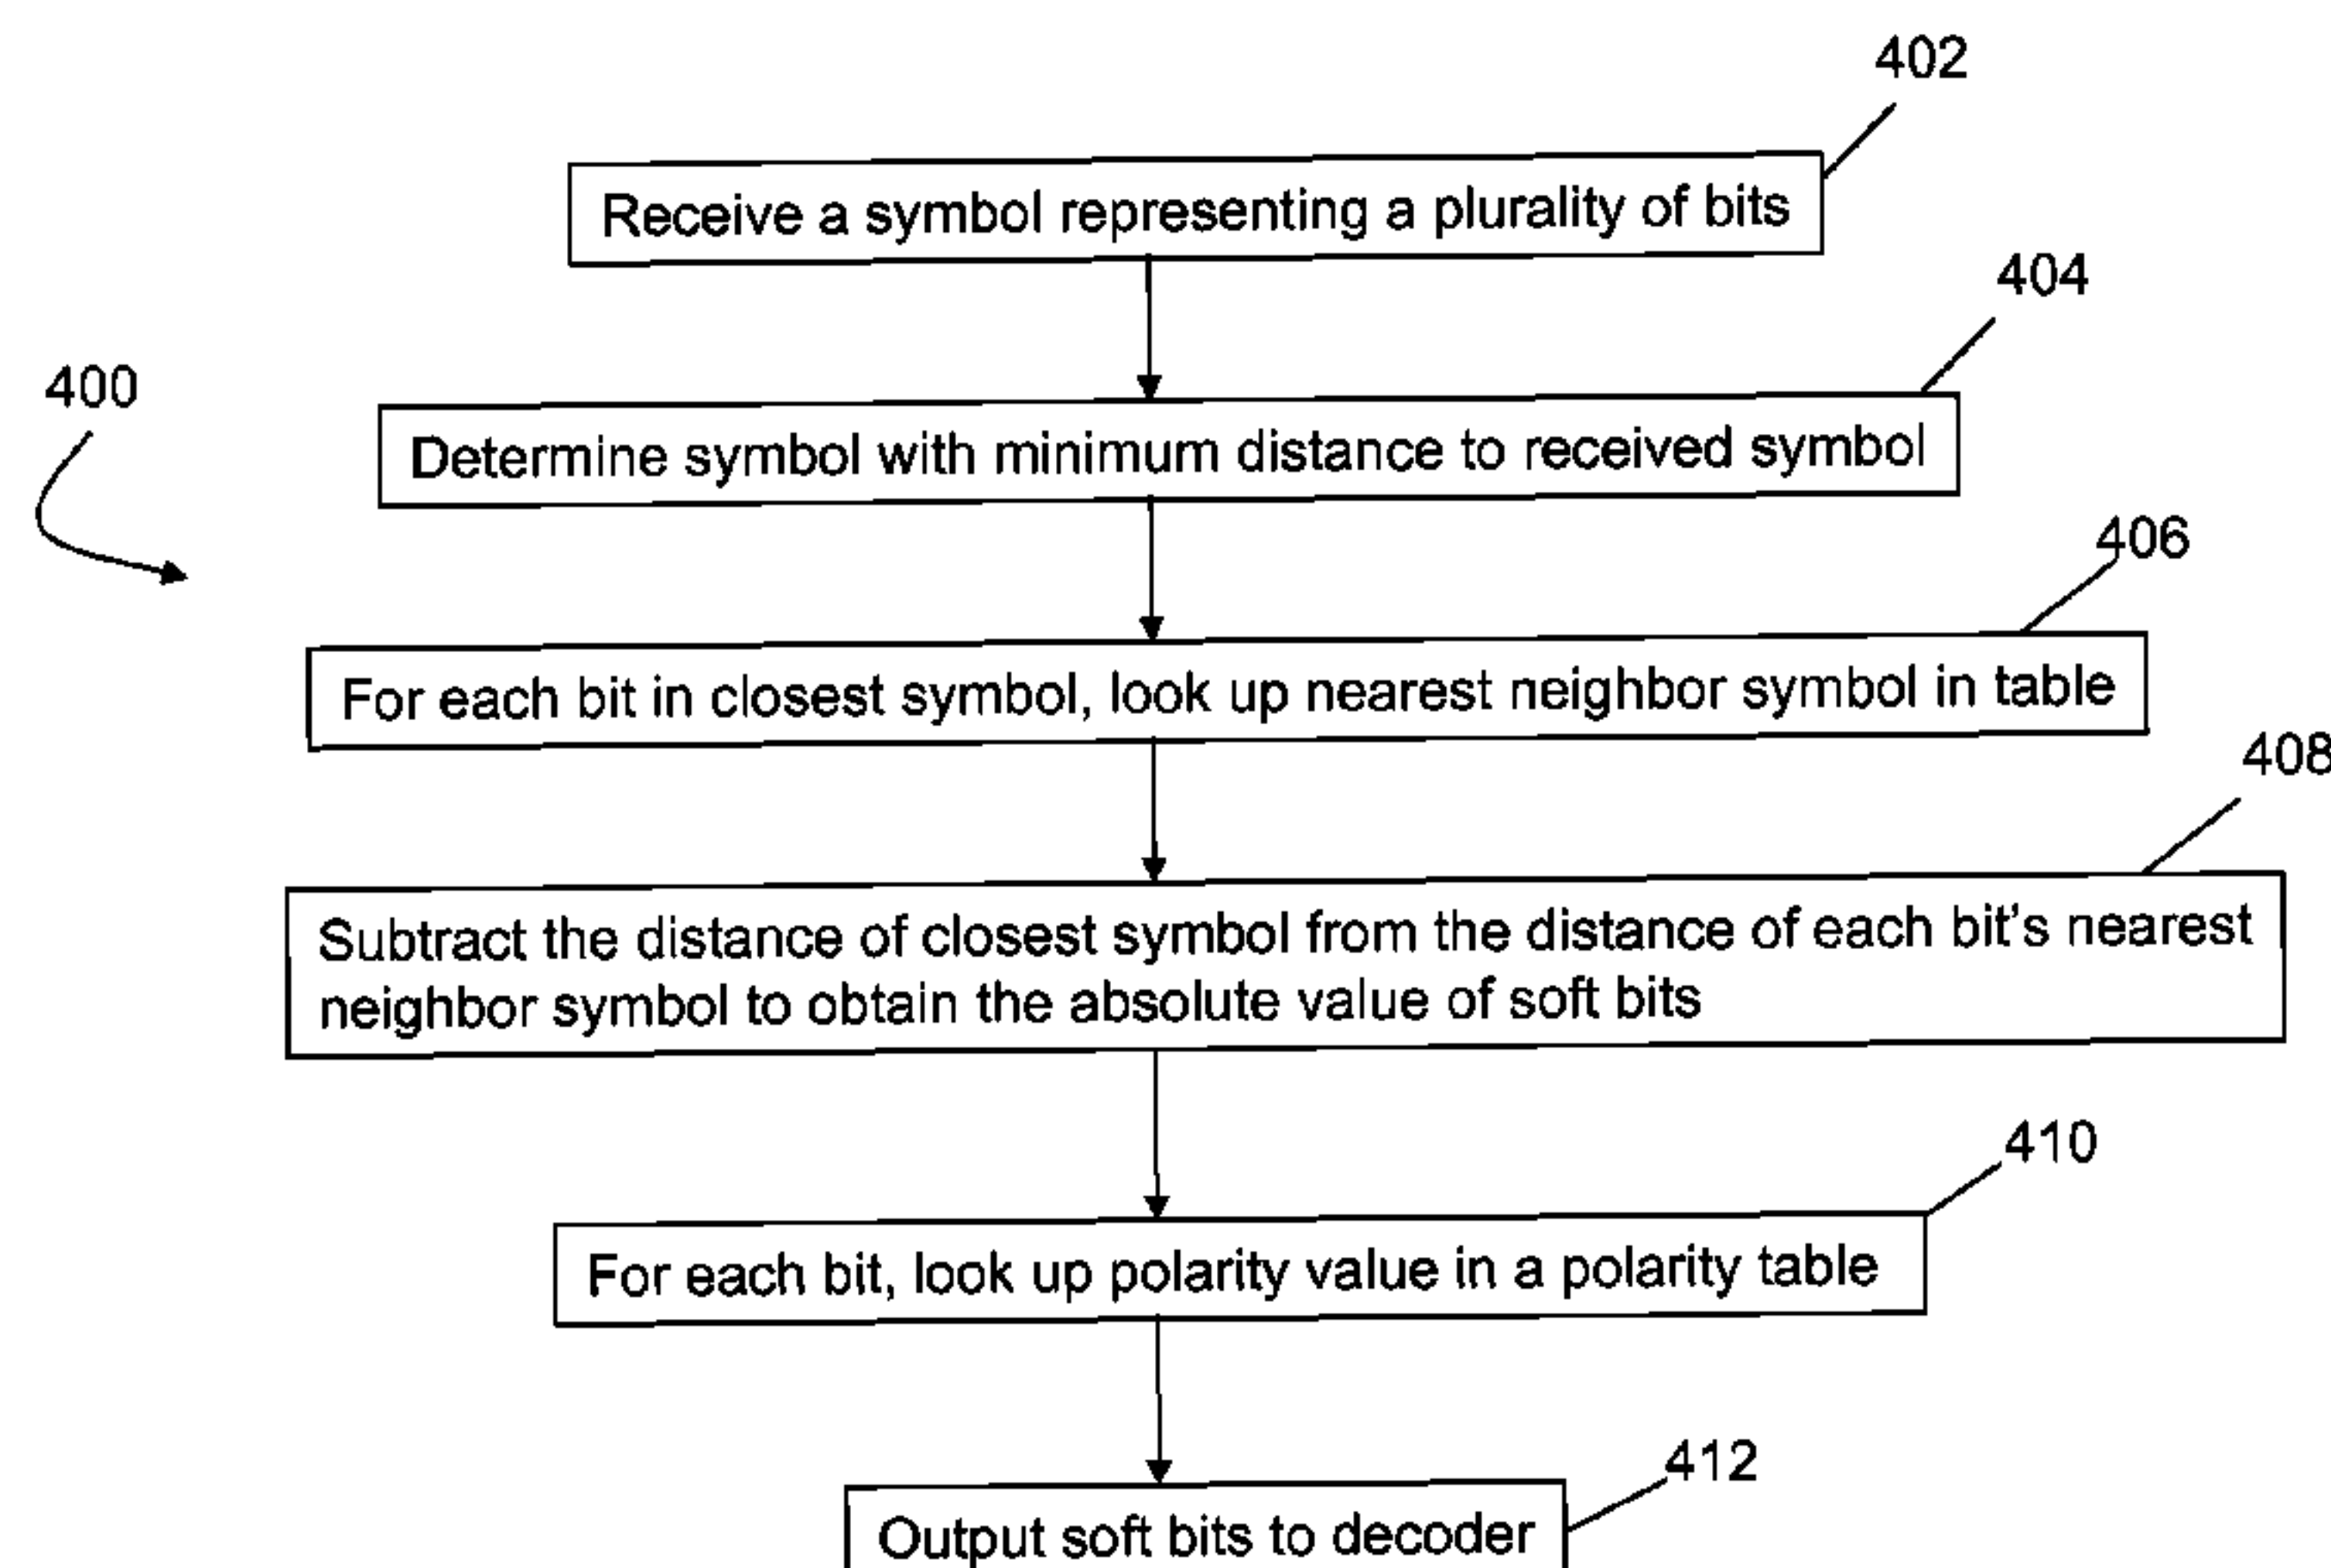 402
Receive a symbol representing a plurality of bits
404
400
Determine symbol with minimum distance to received symbol
406
For each bit in closest symbol, look up nearest neighbor symbol in table
408
Subtract the distance of closest symbol from the distance of each bit's nearest
neighbor symbol to obtain the absolute value of soft bits
410
For each bit, look up polarity value in a polarity table
412
Output soft bits to decoder